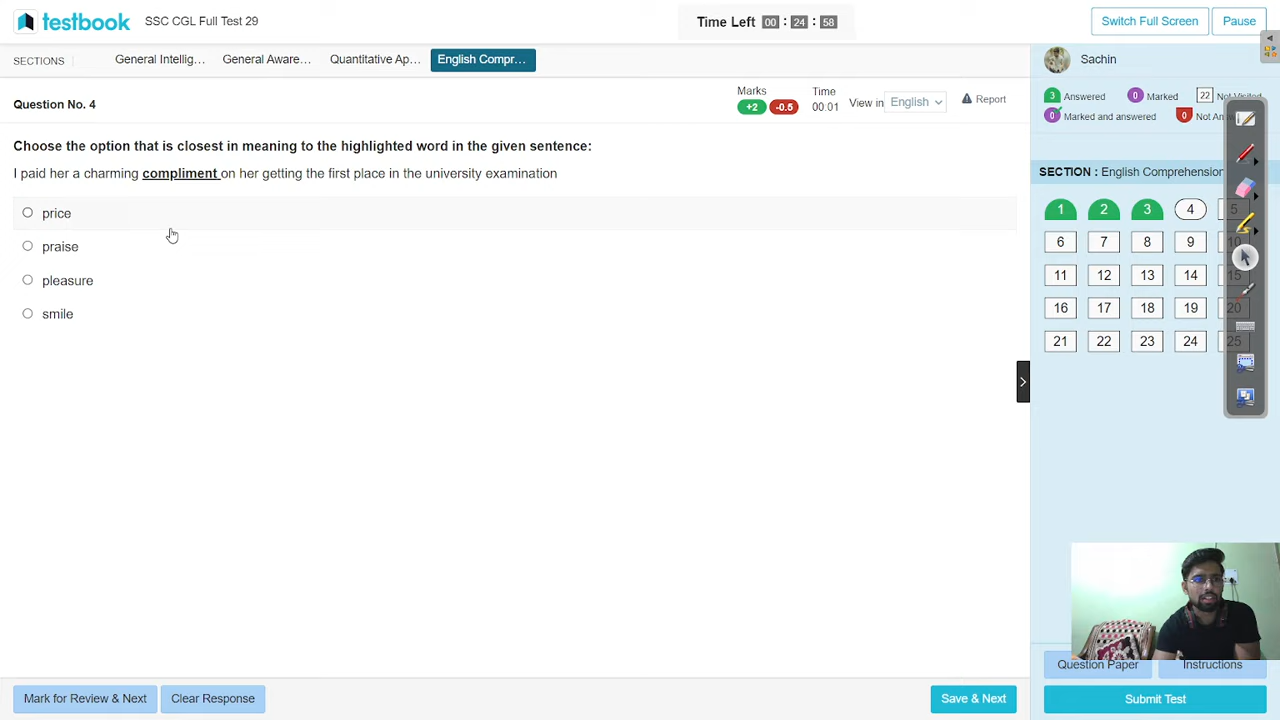 testbook
SSC CGL Full Test 29
Time Left 00 : 24 : 58
Switch Full Screen
Pause
SECTIONS
General Intellig...
General Aware...
Quantitative Ap...
English Compr...
Sachin
Question No. 4
Marks
+2 -0.5
Time
00:01
View in English
Report
3 Answered
0 Marked
22 Not Visited
0 Marked and answered
0 Not
Choose the option that is closest in meaning to the highlighted word in the given sentence:
I paid her a charming compliment on her getting the first place in the university examination
price
praise
pleasure
smile
SECTION : English Comprehension
1 2 3 4 5
6 7 8 9 10
11 12 13 14 15
16 17 18 19 20
21 22 23 24 25
Question Paper
Instructions
Mark for Review & Next
Clear Response
Save & Next
Submit Test